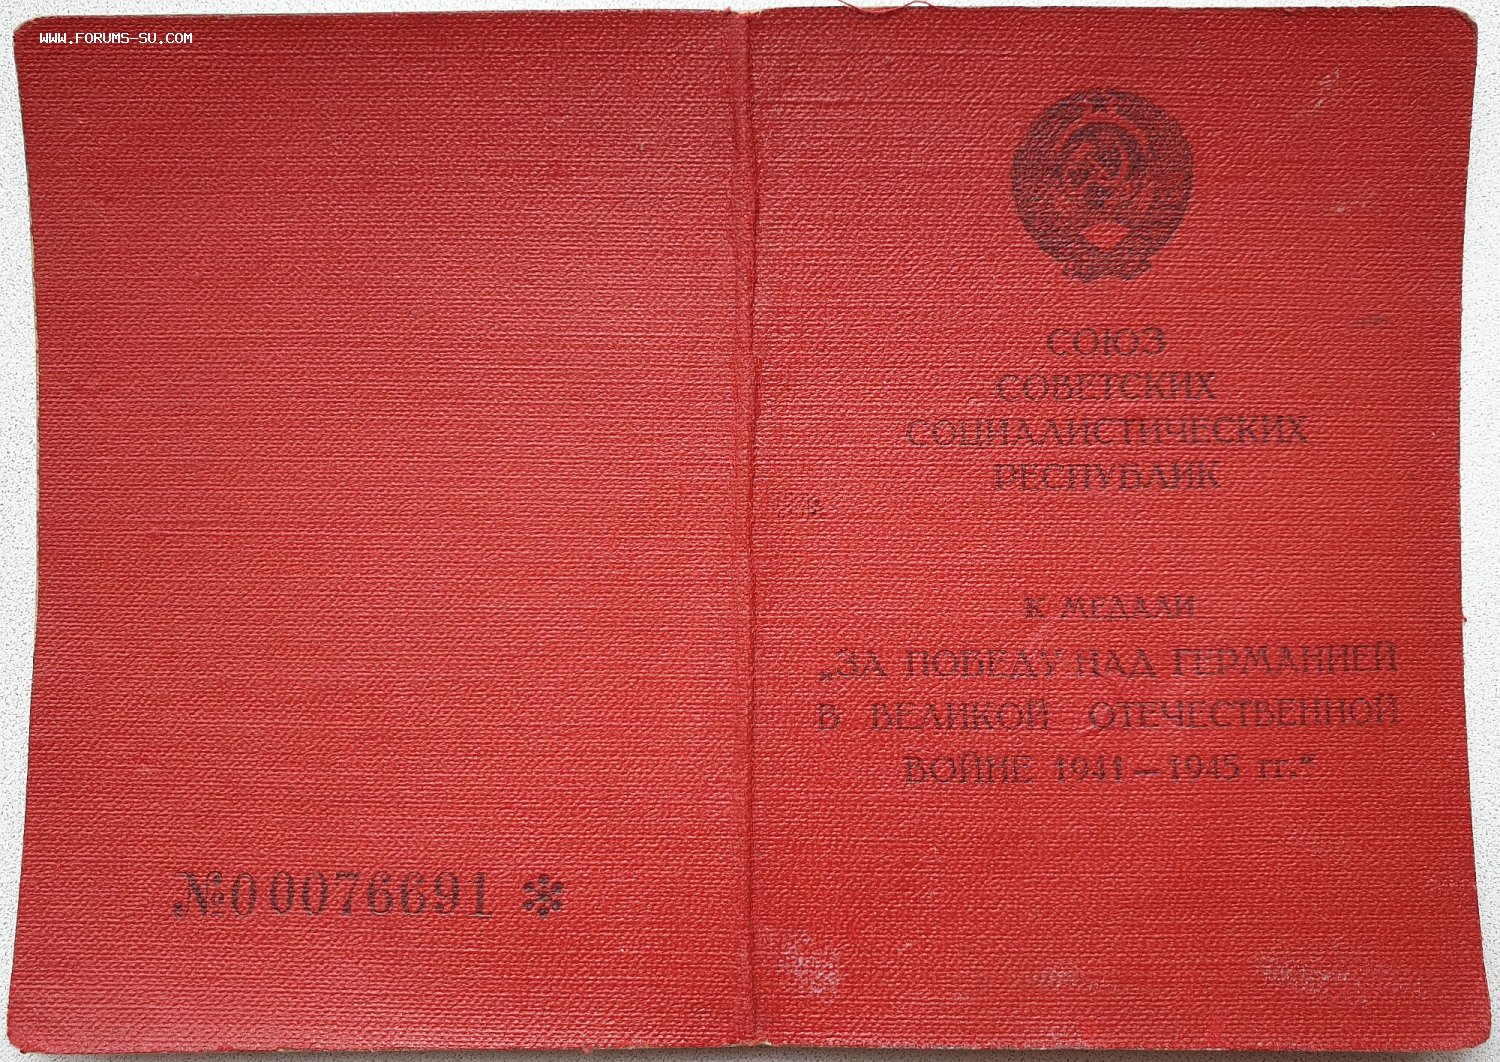 WWW.FORUMS-SU.COM
СОЮЗ
СОВЕТСКИХ
СОЦИАЛИСТИЧЕСКИХ
РЕСПУБЛИК
К МЕДАЛИ
„ЗА ПОБЕДУ НАД ГЕРМАНИЕЙ
В ВЕЛИКОЙ ОТЕЧЕСТВЕННОЙ
ВОЙНЕ 1941—1945 гг.“
№00076691 *